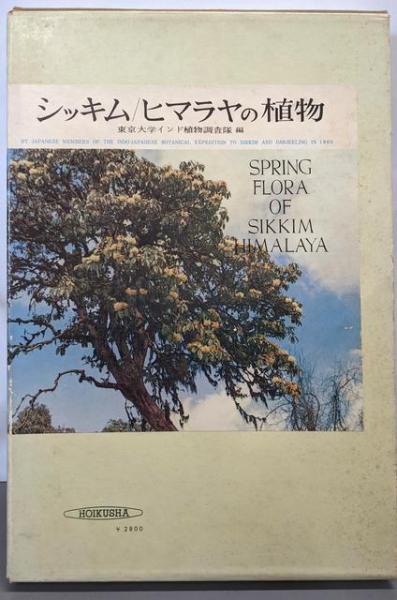 シッキム/ヒマラヤの植物
東京大学インド植物調査隊 編
BY JAPANESE MEMBERS OF THE INDO-JAPANESE BOTANICAL EXPEDITION TO SIKKIM AND DARJEELING IN 1960
SPRING
FLORA
OF
SIKKIM
HIMALAYA
HOIKUSHA
¥ 2800